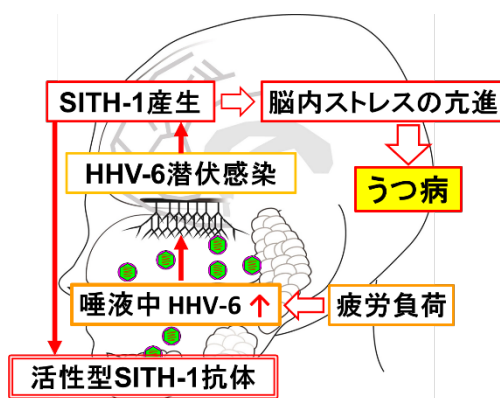 SITH-1産生
脳内ストレスの亢進
HHV-6潜伏感染
うつ病
唾液中 HHV-6 ↑
疲労負荷
活性型SITH-1抗体